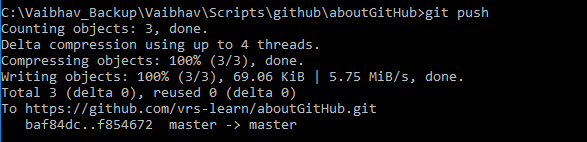 C:\Vaibhav_Backup\Vaibhav\Scripts\github\aboutGitHub>git push
Counting objects: 3, done.
Delta compression using up to 4 threads.
Compressing objects: 100% (3/3), done.
Writing objects: 100% (3/3), 69.06 KiB | 5.75 MiB/s, done.
Total 3 (delta 0), reused 0 (delta 0)
To https://github.com/vrs-learn/aboutGitHub.git
   baf84dc..f854672  master -> master